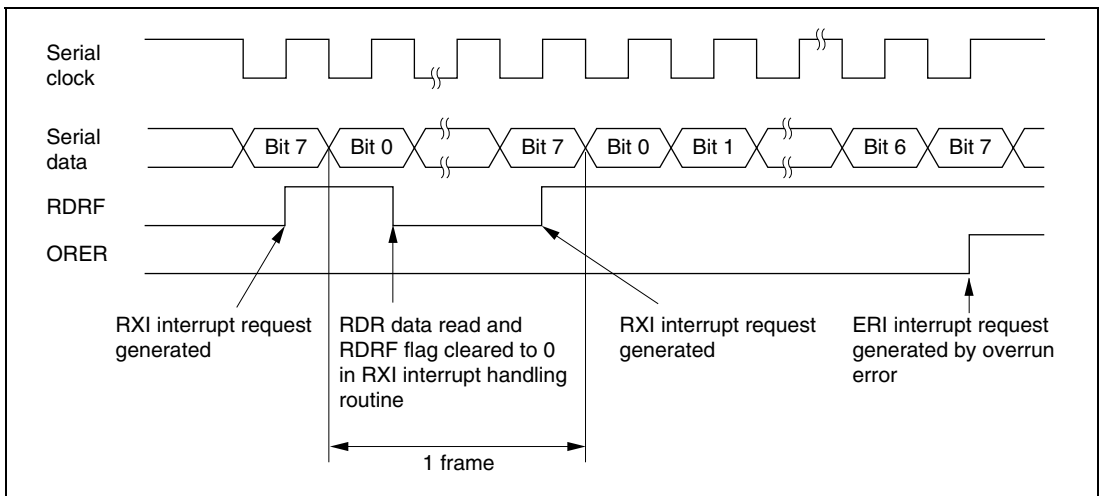 Serial
clock
Serial
data
Bit 7
Bit 0
Bit 7
Bit 0
Bit 1
Bit 6
Bit 7
RDRF
ORER
RXI interrupt request
generated
RDR data read and
RDRF flag cleared to 0
in RXI interrupt handling
routine
RXI interrupt request
generated
ERI interrupt request
generated by overrun
error
1 frame